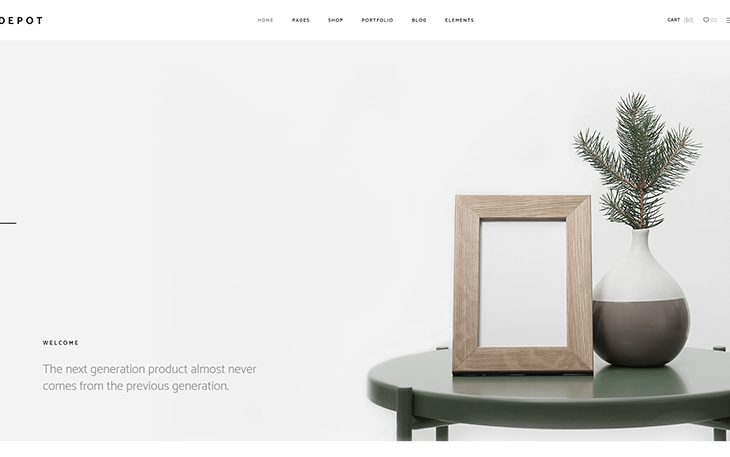 DEPOT
HOME PAGES SHOP PORTFOLIO BLOG ELEMENTS
CART ($0) (0)
WELCOME
The next generation product almost never
comes from the previous generation.